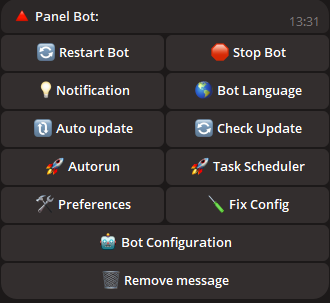 Panel Bot:
13:31
Restart Bot
Stop Bot
Notification
Bot Language
Auto update
Check Update
Autorun
Task Scheduler
Preferences
Fix Config
Bot Configuration
Remove message